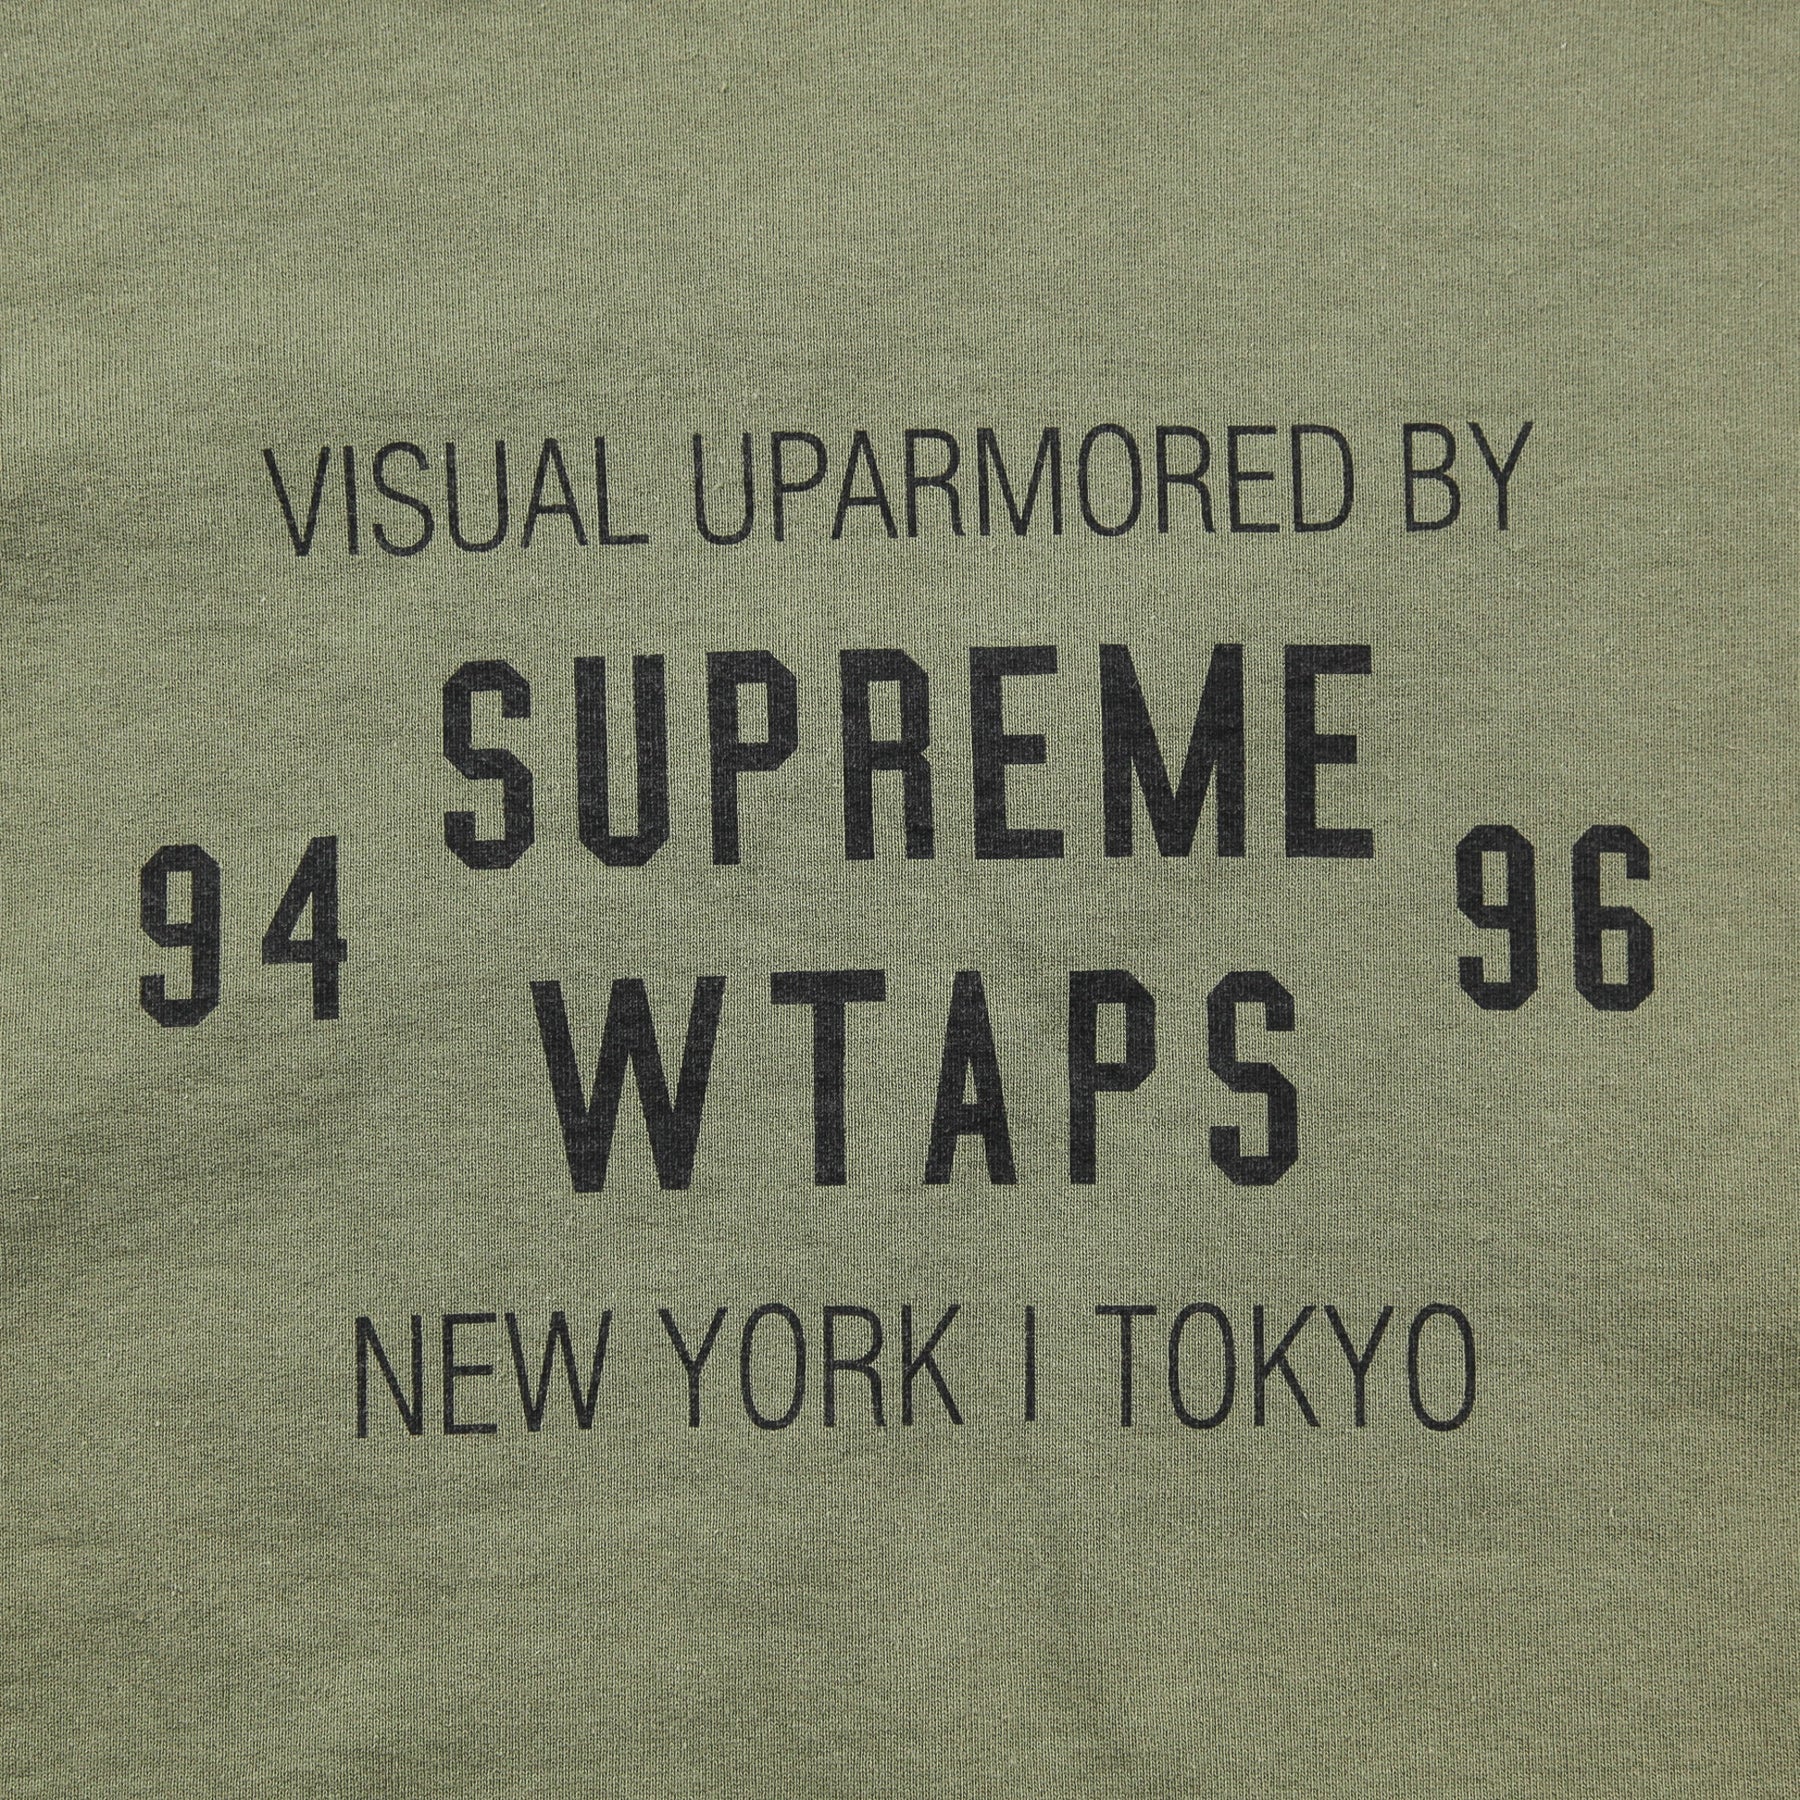 VISUAL UPARMORED BY
SUPREME
94 96
WTAPS
NEW YORK | TOKYO